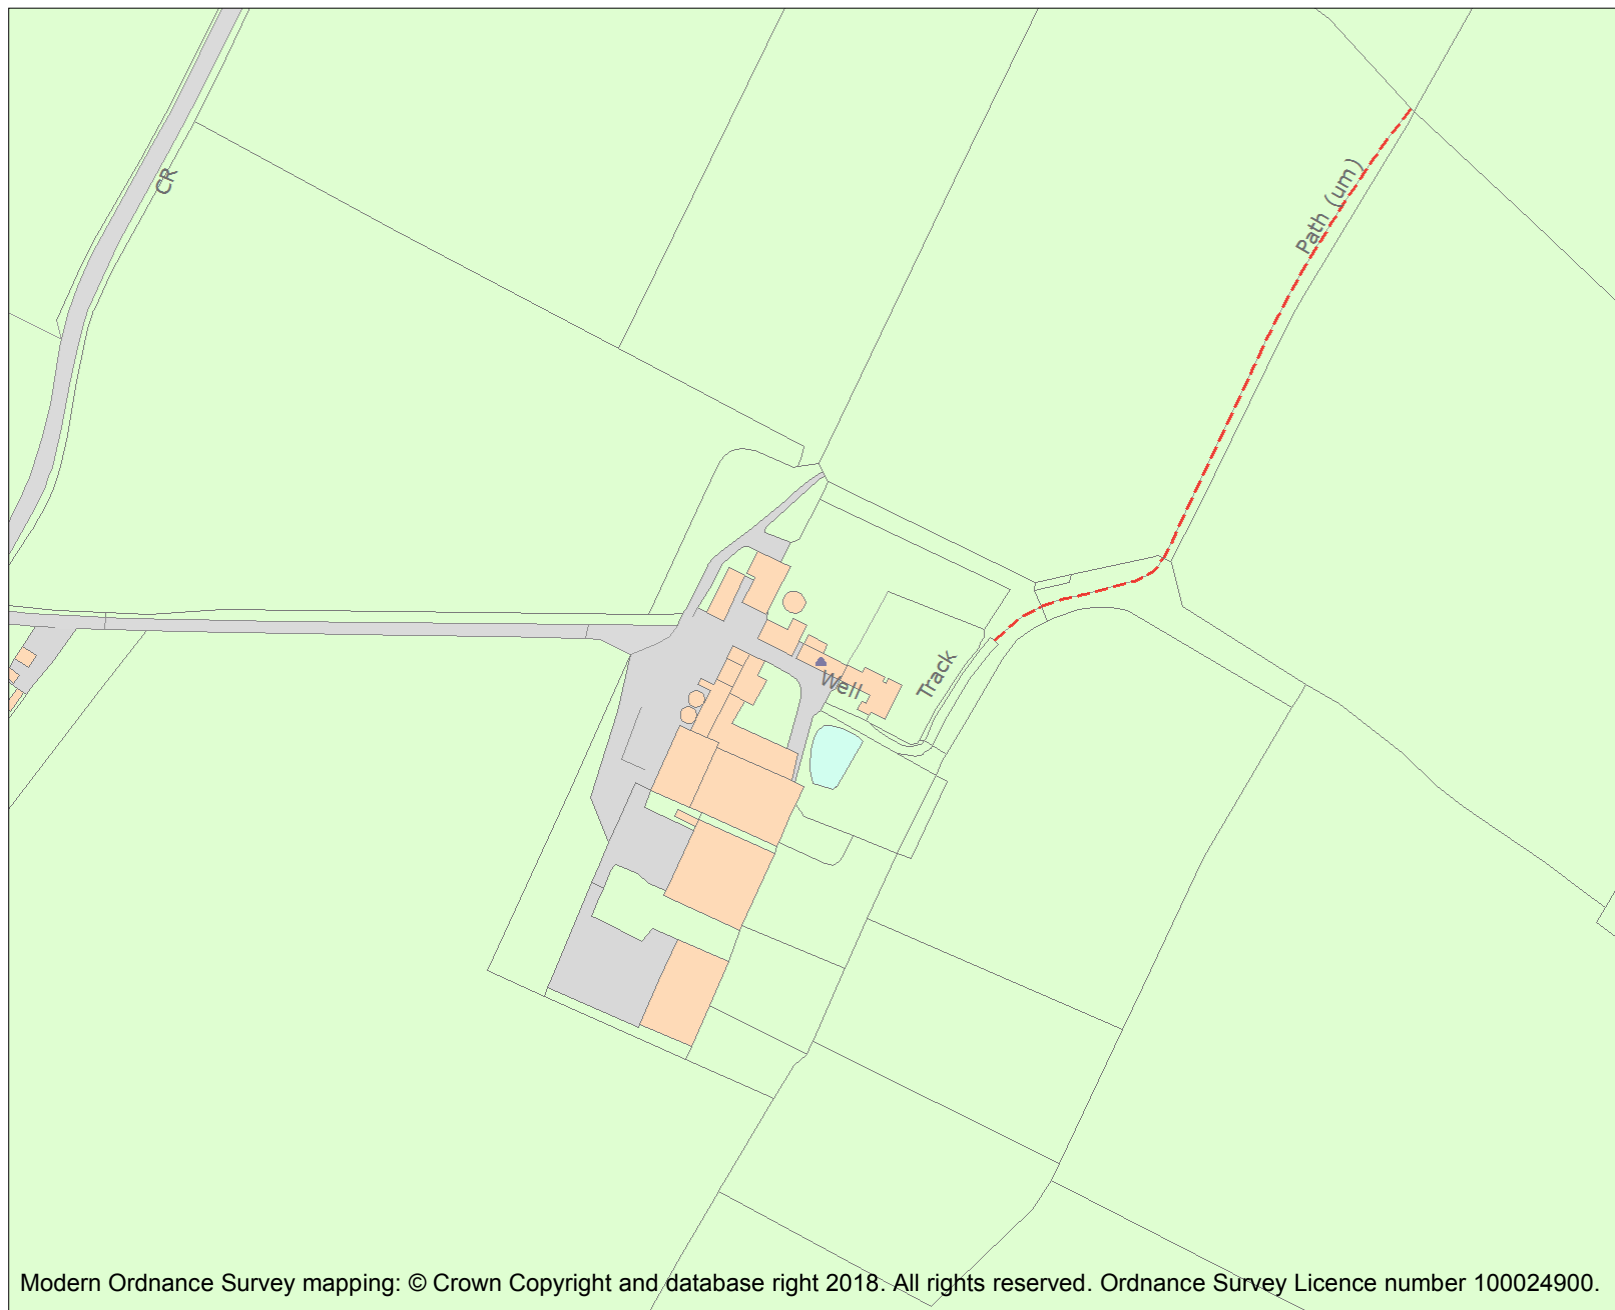 CR
Path (um)
Track
Well
Modern Ordnance Survey mapping: © Crown Copyright and database right 2018. All rights reserved. Ordnance Survey Licence number 100024900.